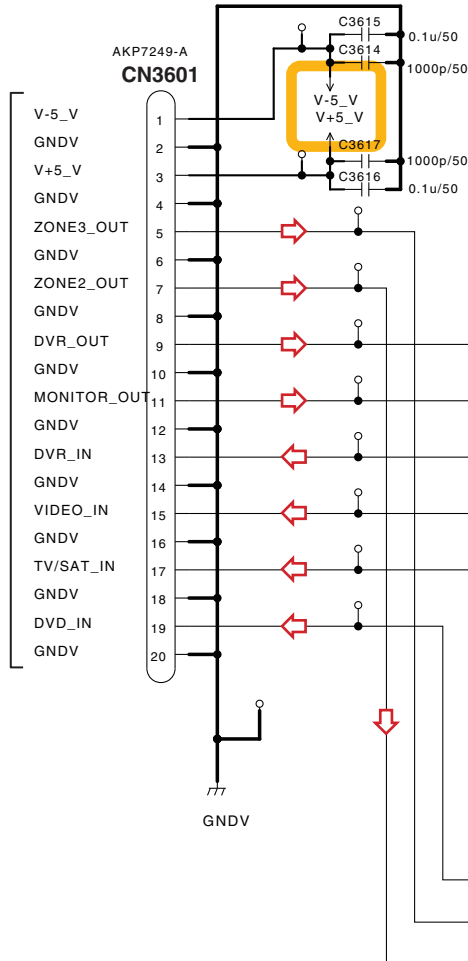 C3615
0.1u/50
C3614
1000p/50
AKP7249-A
CN3601
V-5_V
V+5_V
C3617
1000p/50
C3616
0.1u/50
V-5_V 1
GNDV 2
V+5_V 3
GNDV 4
ZONE3_OUT 5
GNDV 6
ZONE2_OUT 7
GNDV 8
DVR_OUT 9
GNDV 10
MONITOR_OUT 11
GNDV 12
DVR_IN 13
GNDV 14
VIDEO_IN 15
GNDV 16
TV/SAT_IN 17
GNDV 18
DVD_IN 19
GNDV 20
GNDV